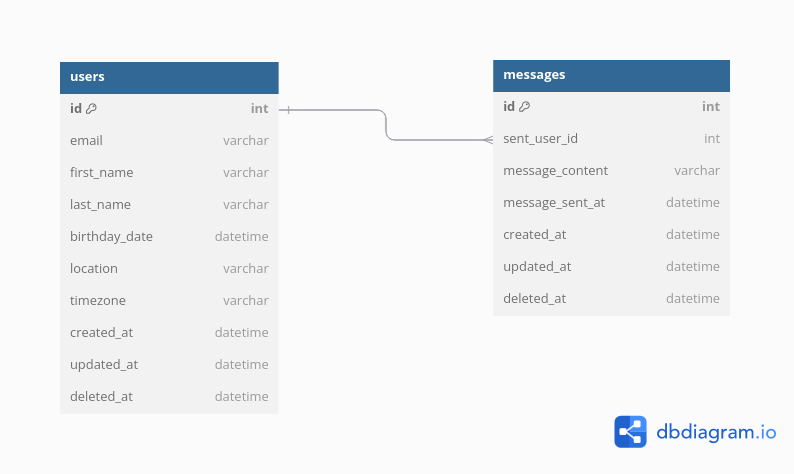 users
id int
email varchar
first_name varchar
last_name varchar
birthday_date datetime
location varchar
timezone varchar
created_at datetime
updated_at datetime
deleted_at datetime
messages
id int
sent_user_id int
message_content varchar
message_sent_at datetime
created_at datetime
updated_at datetime
deleted_at datetime
dbdiagram.io